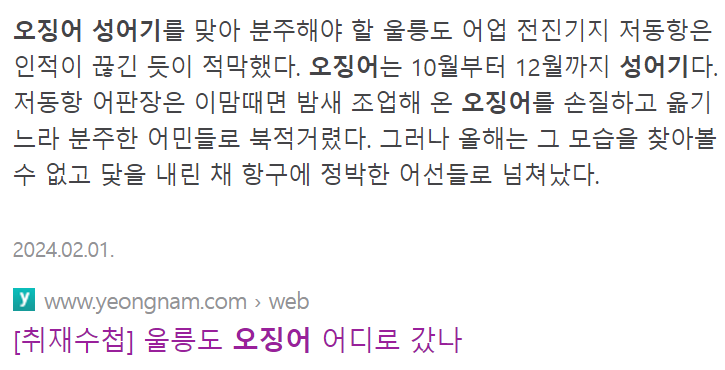 오징어 성어기를 맞아 분주해야 할 울릉도 어업 전진기지 저동항은
인적이 끊긴 듯이 적막했다. 오징어는 10월부터 12월까지 성어기다.
저동항 어판장은 이맘때면 밤새 조업해 온 오징어를 손질하고 옮기
느라 분주한 어민들로 북적거렸다. 그러나 올해는 그 모습을 찾아볼
수 없고 닻을 내린 채 항구에 정박한 어선들로 넘쳐났다.
2024.02.01.
y www.yeongnam.com › web
[취재수첩] 울릉도 오징어 어디로 갔나